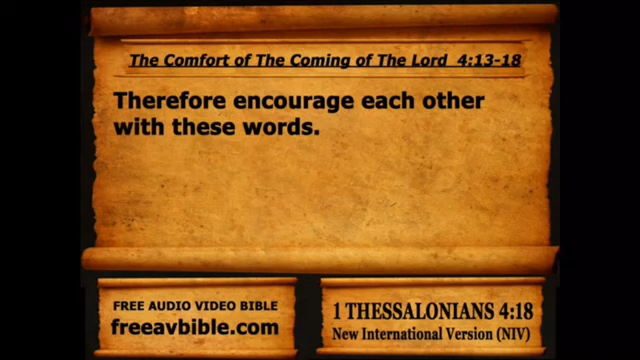 The Comfort of The Coming of The Lord 4:13-18
Therefore encourage each other
with these words.
FREE AUDIO VIDEO BIBLE
freeavbible.com
1 THESSALONIANS 4:18
New International Version (NIV)